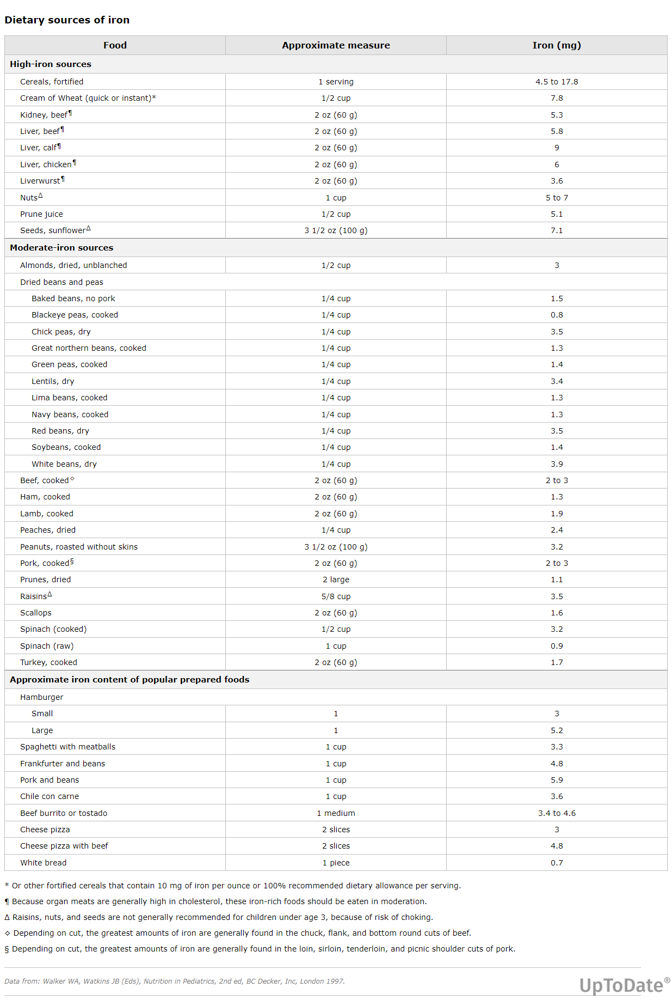 Dietary sources of iron
Food Approximate measure Iron (mg)
High-iron sources
Cereals, fortified 1 serving 4.5 to 17.8
Cream of Wheat (quick or instant)* 1/2 cup 7.8
Kidney, beef¶ 2 oz (60 g) 5.3
Liver, beef¶ 2 oz (60 g) 5.8
Liver, calf¶ 2 oz (60 g) 9
Liver, chicken¶ 2 oz (60 g) 6
Liverwurst¶ 2 oz (60 g) 3.6
NutsΔ 1 cup 5 to 7
Prune juice 1/2 cup 5.1
Seeds, sunflowerΔ 3 1/2 oz (100 g) 7.1
Moderate-iron sources
Almonds, dried, unblanched 1/2 cup 3
Dried beans and peas
Baked beans, no pork 1/4 cup 1.5
Blackeye peas, cooked 1/4 cup 0.8
Chick peas, dry 1/4 cup 3.5
Great northern beans, cooked 1/4 cup 1.3
Green peas, cooked 1/4 cup 1.4
Lentils, dry 1/4 cup 3.4
Lima beans, cooked 1/4 cup 1.3
Navy beans, cooked 1/4 cup 1.3
Red beans, dry 1/4 cup 3.5
Soybeans, cooked 1/4 cup 1.4
White beans, dry 1/4 cup 3.9
Beef, cooked◇ 2 oz (60 g) 2 to 3
Ham, cooked 2 oz (60 g) 1.3
Lamb, cooked 2 oz (60 g) 1.9
Peaches, dried 1/4 cup 2.4
Peanuts, roasted without skins 3 1/2 oz (100 g) 3.2
Pork, cooked§ 2 oz (60 g) 2 to 3
Prunes, dried 2 large 1.1
RaisinsΔ 5/8 cup 3.5
Scallops 2 oz (60 g) 1.6
Spinach (cooked) 1/2 cup 3.2
Spinach (raw) 1 cup 0.9
Turkey, cooked 2 oz (60 g) 1.7
Approximate iron content of popular prepared foods
Hamburger
Small 1 3
Large 1 5.2
Spaghetti with meatballs 1 cup 3.3
Frankfurter and beans 1 cup 4.8
Pork and beans 1 cup 5.9
Chile con carne 1 cup 3.6
Beef burrito or tostado 1 medium 3.4 to 4.6
Cheese pizza 2 slices 3
Cheese pizza with beef 2 slices 4.8
White bread 1 piece 0.7
* Or other fortified cereals that contain 10 mg of iron per ounce or 100% recommended dietary allowance per serving.
¶ Because organ meats are generally high in cholesterol, these iron-rich foods should be eaten in moderation.
Δ Raisins, nuts, and seeds are not generally recommended for children under age 3, because of risk of choking.
◇ Depending on cut, the greatest amounts of iron are generally found in the chuck, flank, and bottom round cuts of beef.
§ Depending on cut, the greatest amounts of iron are generally found in the loin, sirloin, tenderloin, and picnic shoulder cuts of pork.
Data from: Walker WA, Watkins JB (Eds), Nutrition in Pediatrics, 2nd ed, BC Decker, Inc, London 1997.
UpToDate®